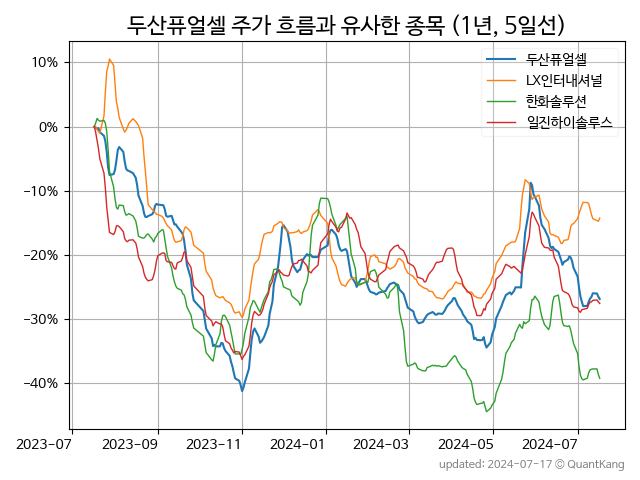 두산퓨얼셀 주가 흐름과 유사한 종목 (1년, 5일선)
두산퓨얼셀
LX인터내셔널
한화솔루션
일진하이솔루스
10%
0%
−10%
−20%
−30%
−40%
2023-07 2023-09 2023-11 2024-01 2024-03 2024-05 2024-07
updated: 2024-07-17 © QuantKang